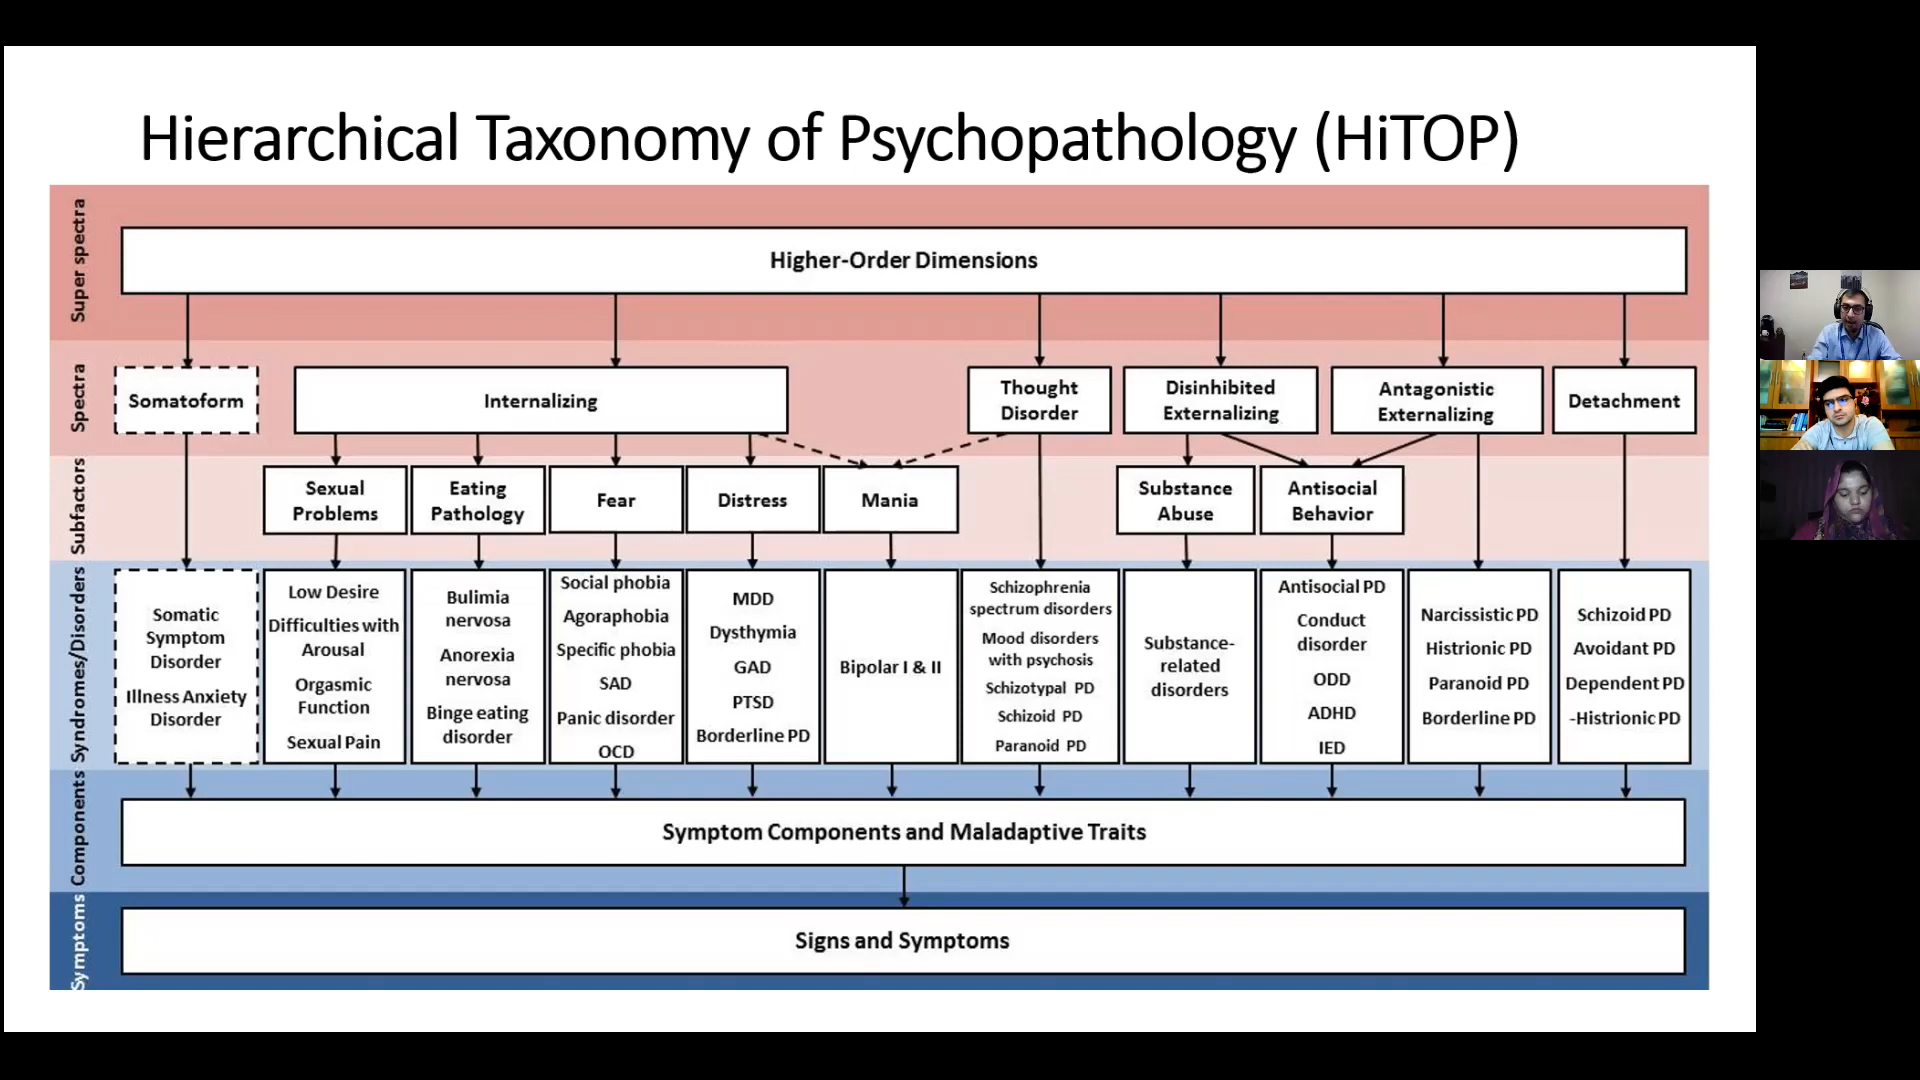 Hierarchical Taxonomy of Psychopathology (HiTOP)
Super spectra
Higher-Order Dimensions
Spectra
Somatoform
Internalizing
Thought
Disorder
Disinhibited
Externalizing
Antagonistic
Externalizing
Detachment
Subfactors
Sexual
Problems
Eating
Pathology
Fear
Distress
Mania
Substance
Abuse
Antisocial
Behavior
Syndromes/Disorders
Somatic
Symptom
Disorder
Illness Anxiety
Disorder
Low Desire
Difficulties with
Arousal
Orgasmic
Function
Sexual Pain
Bulimia
nervosa
Anorexia
nervosa
Binge eating
disorder
Social phobia
Agoraphobia
Specific phobia
SAD
Panic disorder
OCD
MDD
Dysthymia
GAD
PTSD
Borderline PD
Bipolar I & II
Schizophrenia
spectrum disorders
Mood disorders
with psychosis
Schizotypal PD
Schizoid PD
Paranoid PD
Substance-
related
disorders
Antisocial PD
Conduct
disorder
ODD
ADHD
IED
Narcissistic PD
Histrionic PD
Paranoid PD
Borderline PD
Schizoid PD
Avoidant PD
Dependent PD
-Histrionic PD
Components
Symptom Components and Maladaptive Traits
Symptoms
Signs and Symptoms